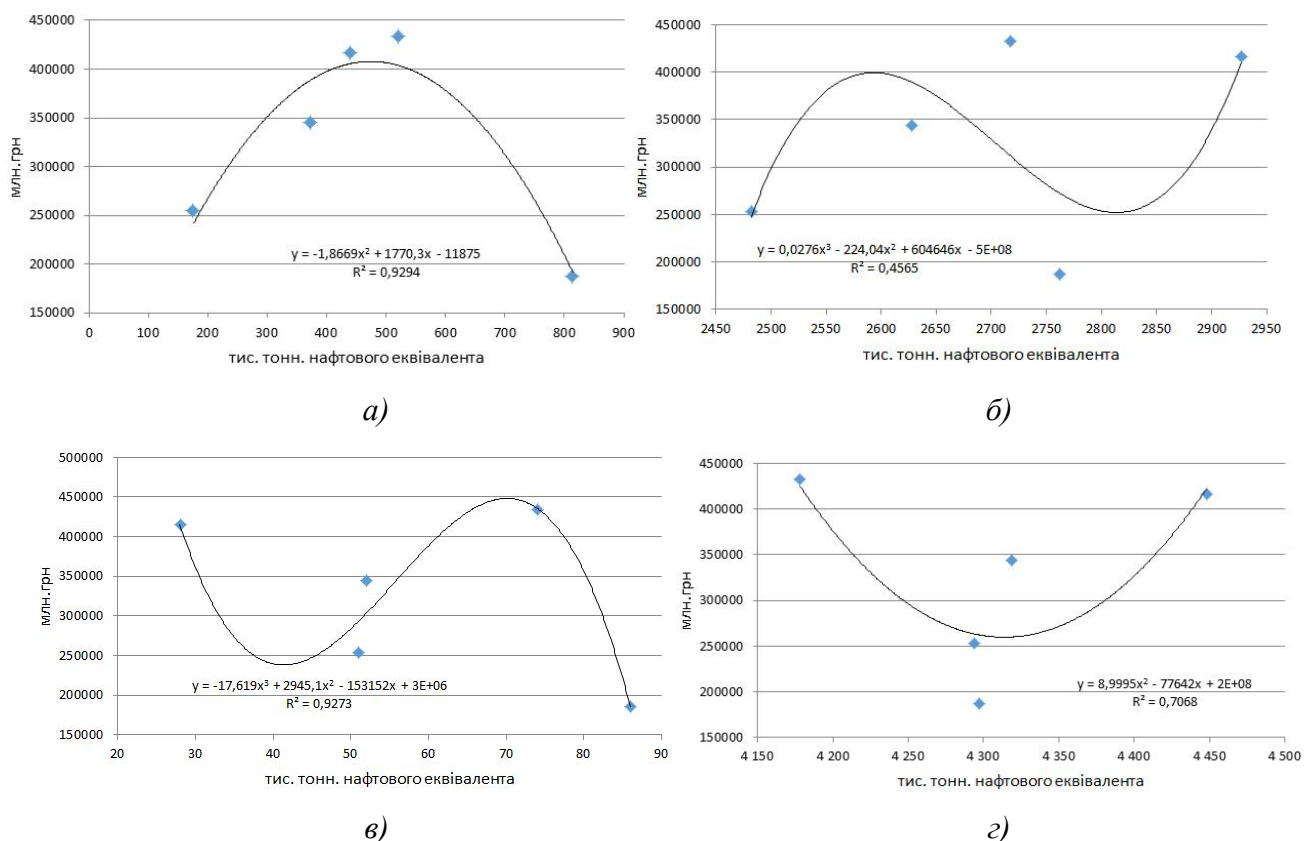 450000
400000
350000
300000
250000
200000
150000
млн.грн
y = -1,8669x² + 1770,3x - 11875
R² = 0,9294
0 100 200 300 400 500 600 700 800 900
тис. тонн. нафтового еквівалента
а)
450000
400000
350000
300000
250000
200000
150000
млн.грн
y = 0,0276x³ - 224,04x² + 604646x - 5E+08
R² = 0,4565
2450 2500 2550 2600 2650 2700 2750 2800 2850 2900 2950
тис. тонн. нафтового еквівалента
б)
500000
450000
400000
350000
300000
250000
200000
150000
млн.грн
y = -17,619x³ + 2945,1x² - 153152x + 3E+06
R² = 0,9273
20 30 40 50 60 70 80 90
тис. тонн. нафтового еквівалента
в)
450000
400000
350000
300000
250000
200000
150000
млн.грн
y = 8,9995x² - 77642x + 2E+08
R² = 0,7068
4 150 4 200 4 250 4 300 4 350 4 400 4 450 4 500
тис. тонн. нафтового еквівалента
г)